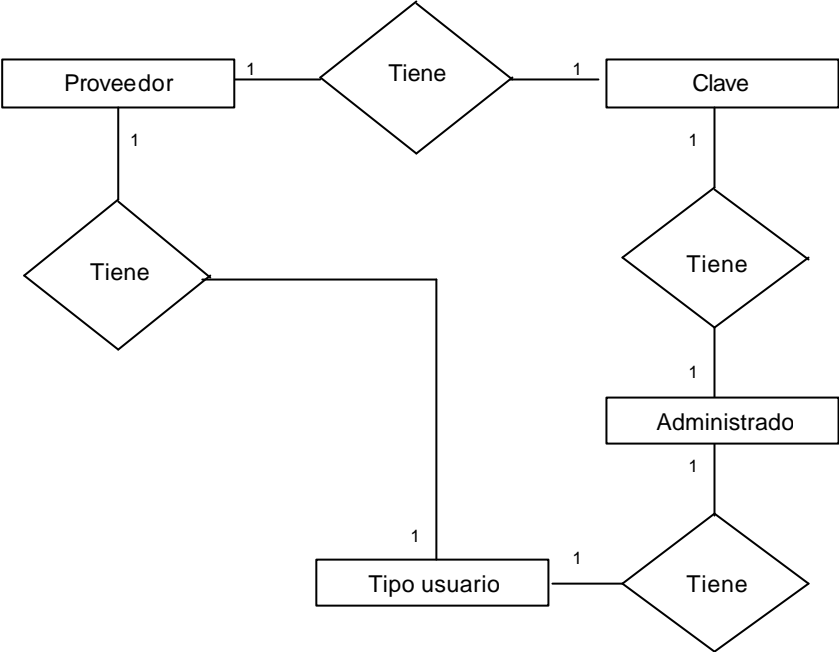 Tiene
1
1
Proveedor
Clave
1
1
Tiene
Tiene
1
Administrado
1
1
1
Tipo usuario
Tiene